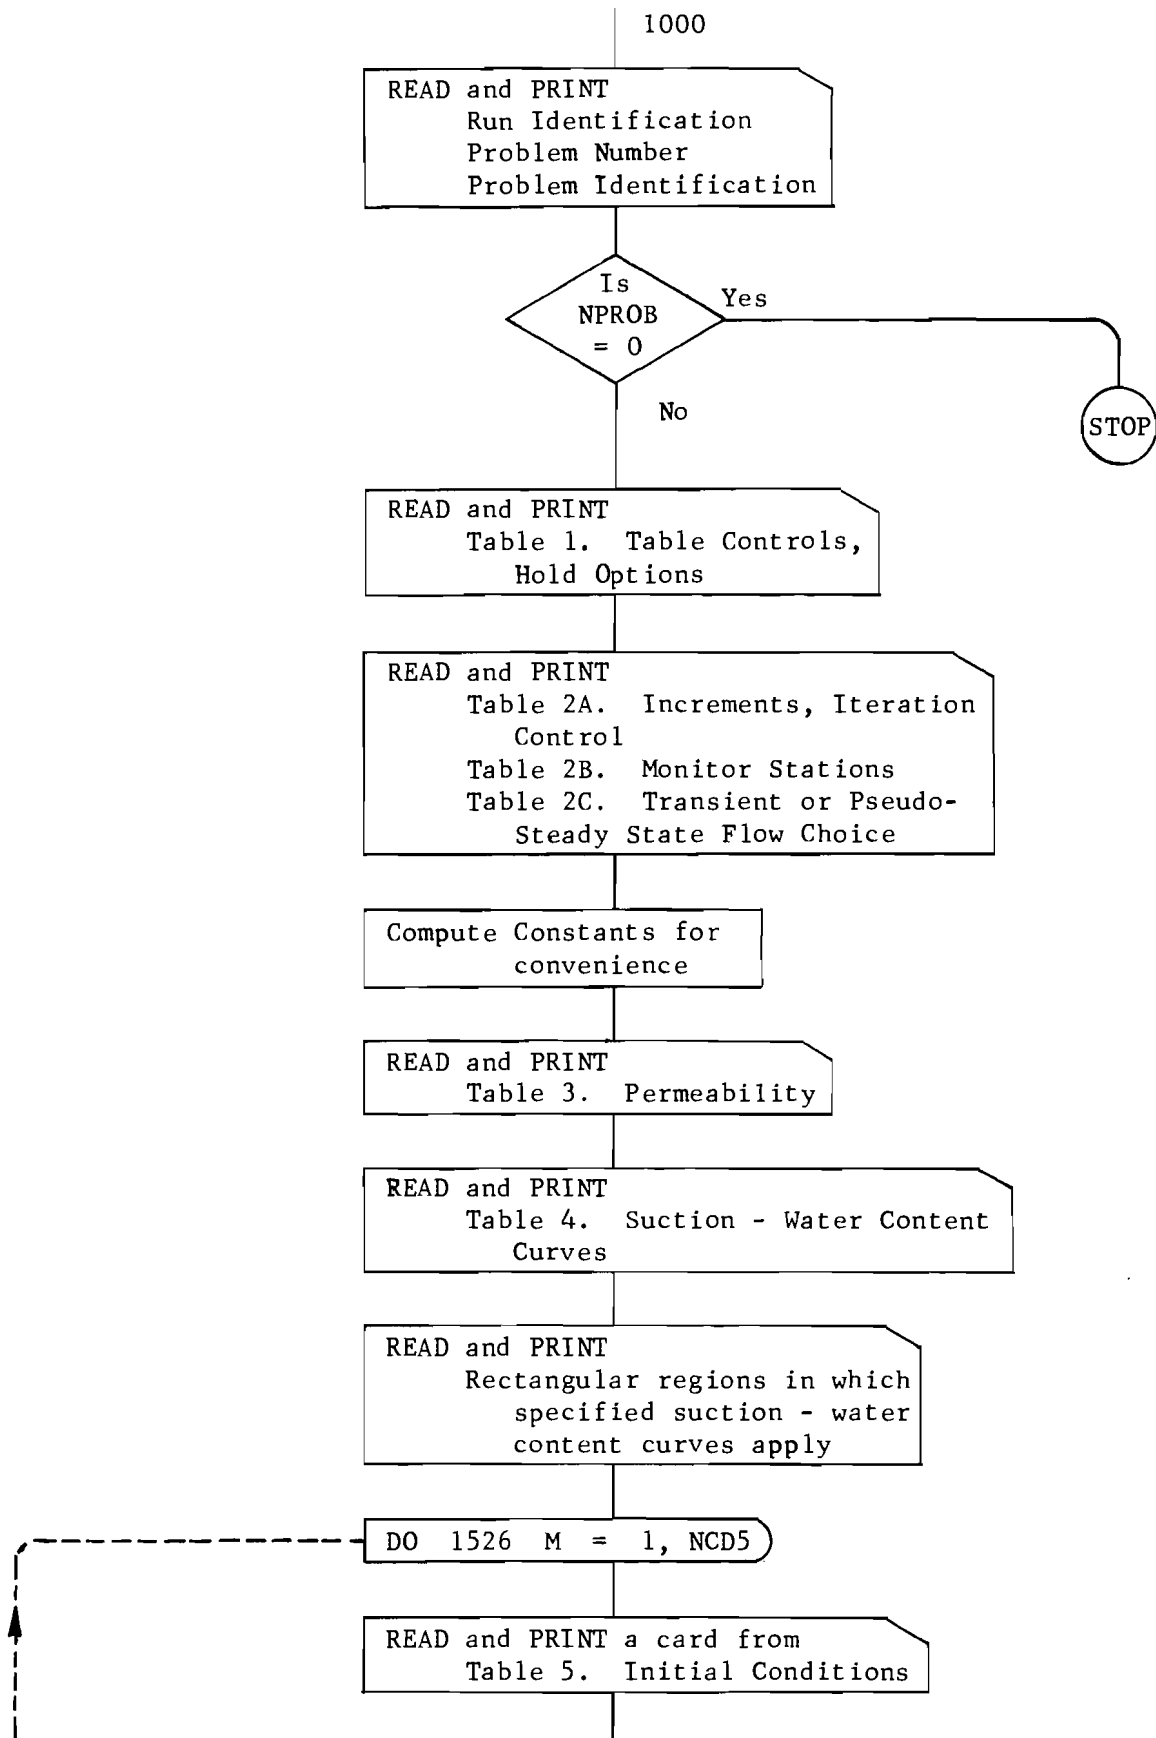 1000
READ and PRINT
Run Identification
Problem Number
Problem Identification
Is
NPROB
= 0
Yes
No
STOP
READ and PRINT
Table 1. Table Controls,
Hold Options
READ and PRINT
Table 2A. Increments, Iteration
Control
Table 2B. Monitor Stations
Table 2C. Transient or Pseudo-
Steady State Flow Choice
Compute Constants for
convenience
READ and PRINT
Table 3. Permeability
READ and PRINT
Table 4. Suction - Water Content
Curves
READ and PRINT
Rectangular regions in which
specified suction - water
content curves apply
DO 1526 M = 1, NCD5
READ and PRINT a card from
Table 5. Initial Conditions